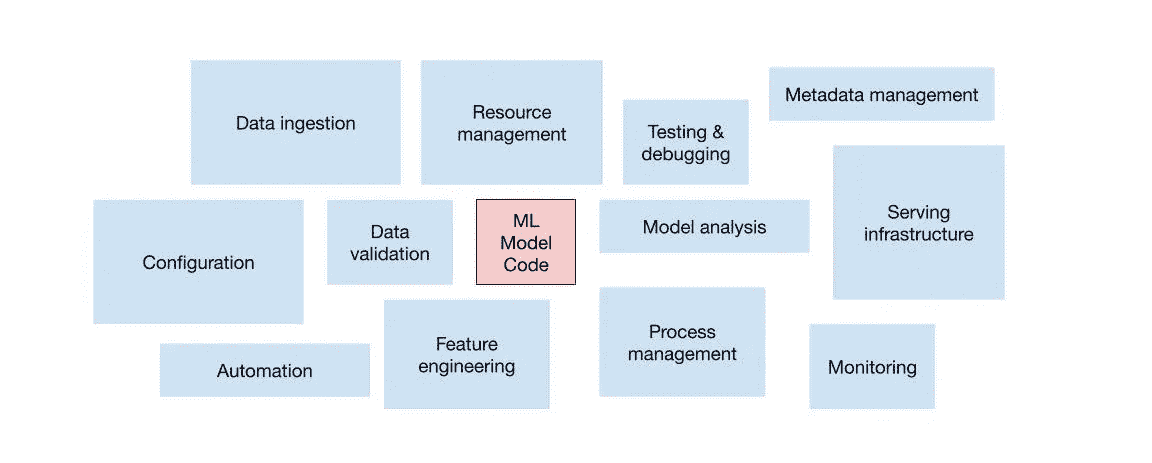 Data ingestion
Resource
management
Testing &
debugging
Metadata management
Configuration
Data
validation
ML
Model
Code
Model analysis
Serving
infrastructure
Automation
Feature
engineering
Process
management
Monitoring